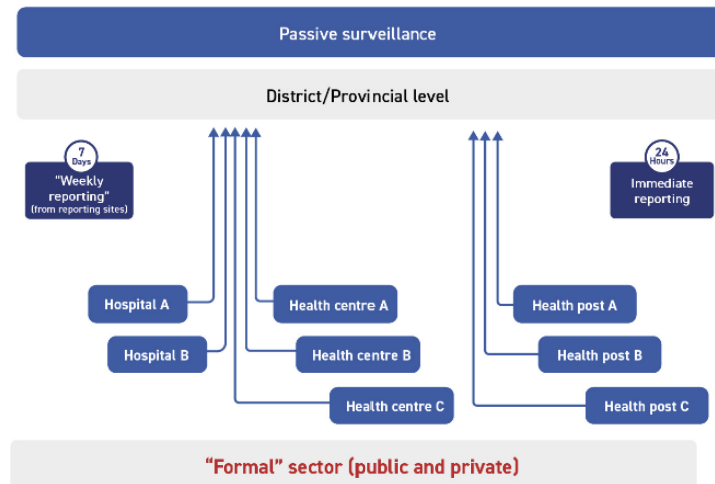 Passive surveillance
District/Provincial level
7
Days
"Weekly
reporting"
(from reporting sites)
24
Hours
Immediate
reporting
Hospital A
Health centre A
Health post A
Hospital B
Health centre B
Health post B
Health centre C
Health post C
“Formal” sector (public and private)